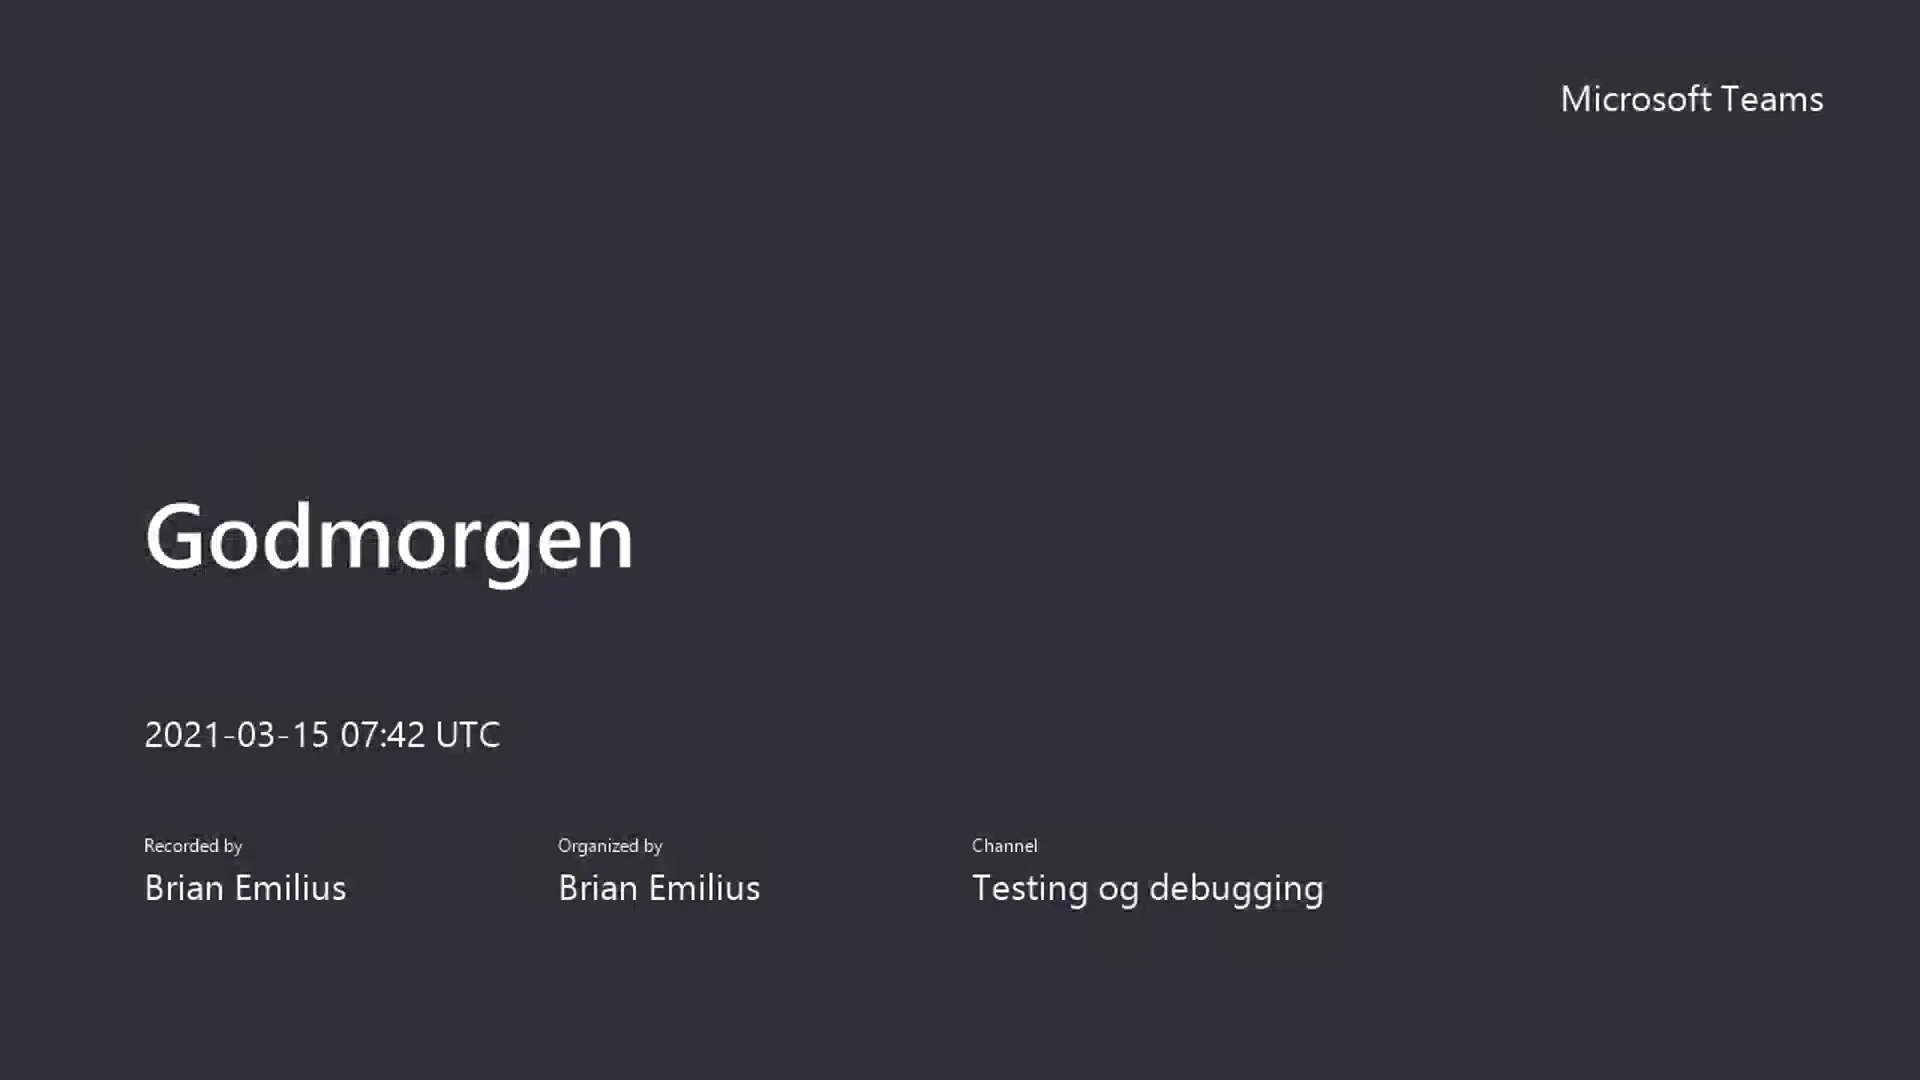 Microsoft Teams
Godmorgen
2021-03-15 07:42 UTC
Recorded by
Brian Emilius
Organized by
Brian Emilius
Channel
Testing og debugging